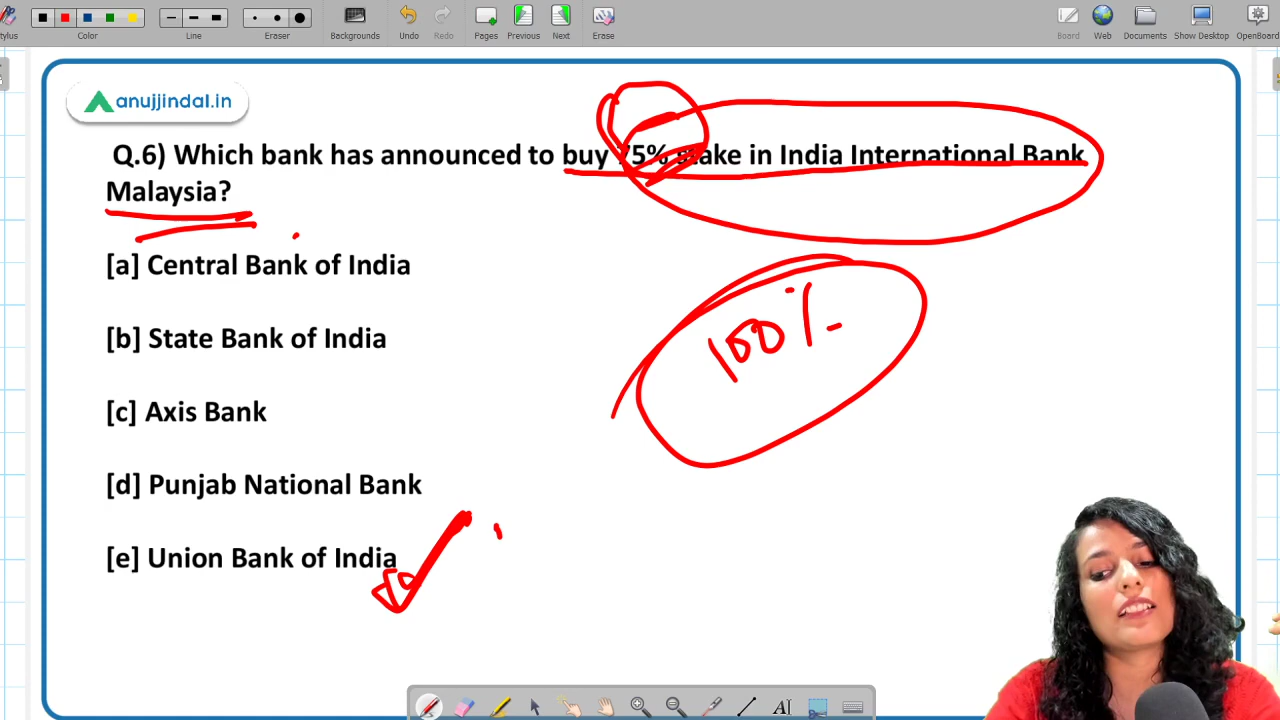 Stylus
Color
Line
Eraser
Backgrounds
Undo
Redo
Pages
Previous
Next
Erase
Board
Web
Documents
Show Desktop
OpenBoard
anujjindal.in
Q.6) Which bank has announced to buy 75% stake in India International Bank
Malaysia?
[a] Central Bank of India
100%
[b] State Bank of India
[c] Axis Bank
[d] Punjab National Bank
[e] Union Bank of India